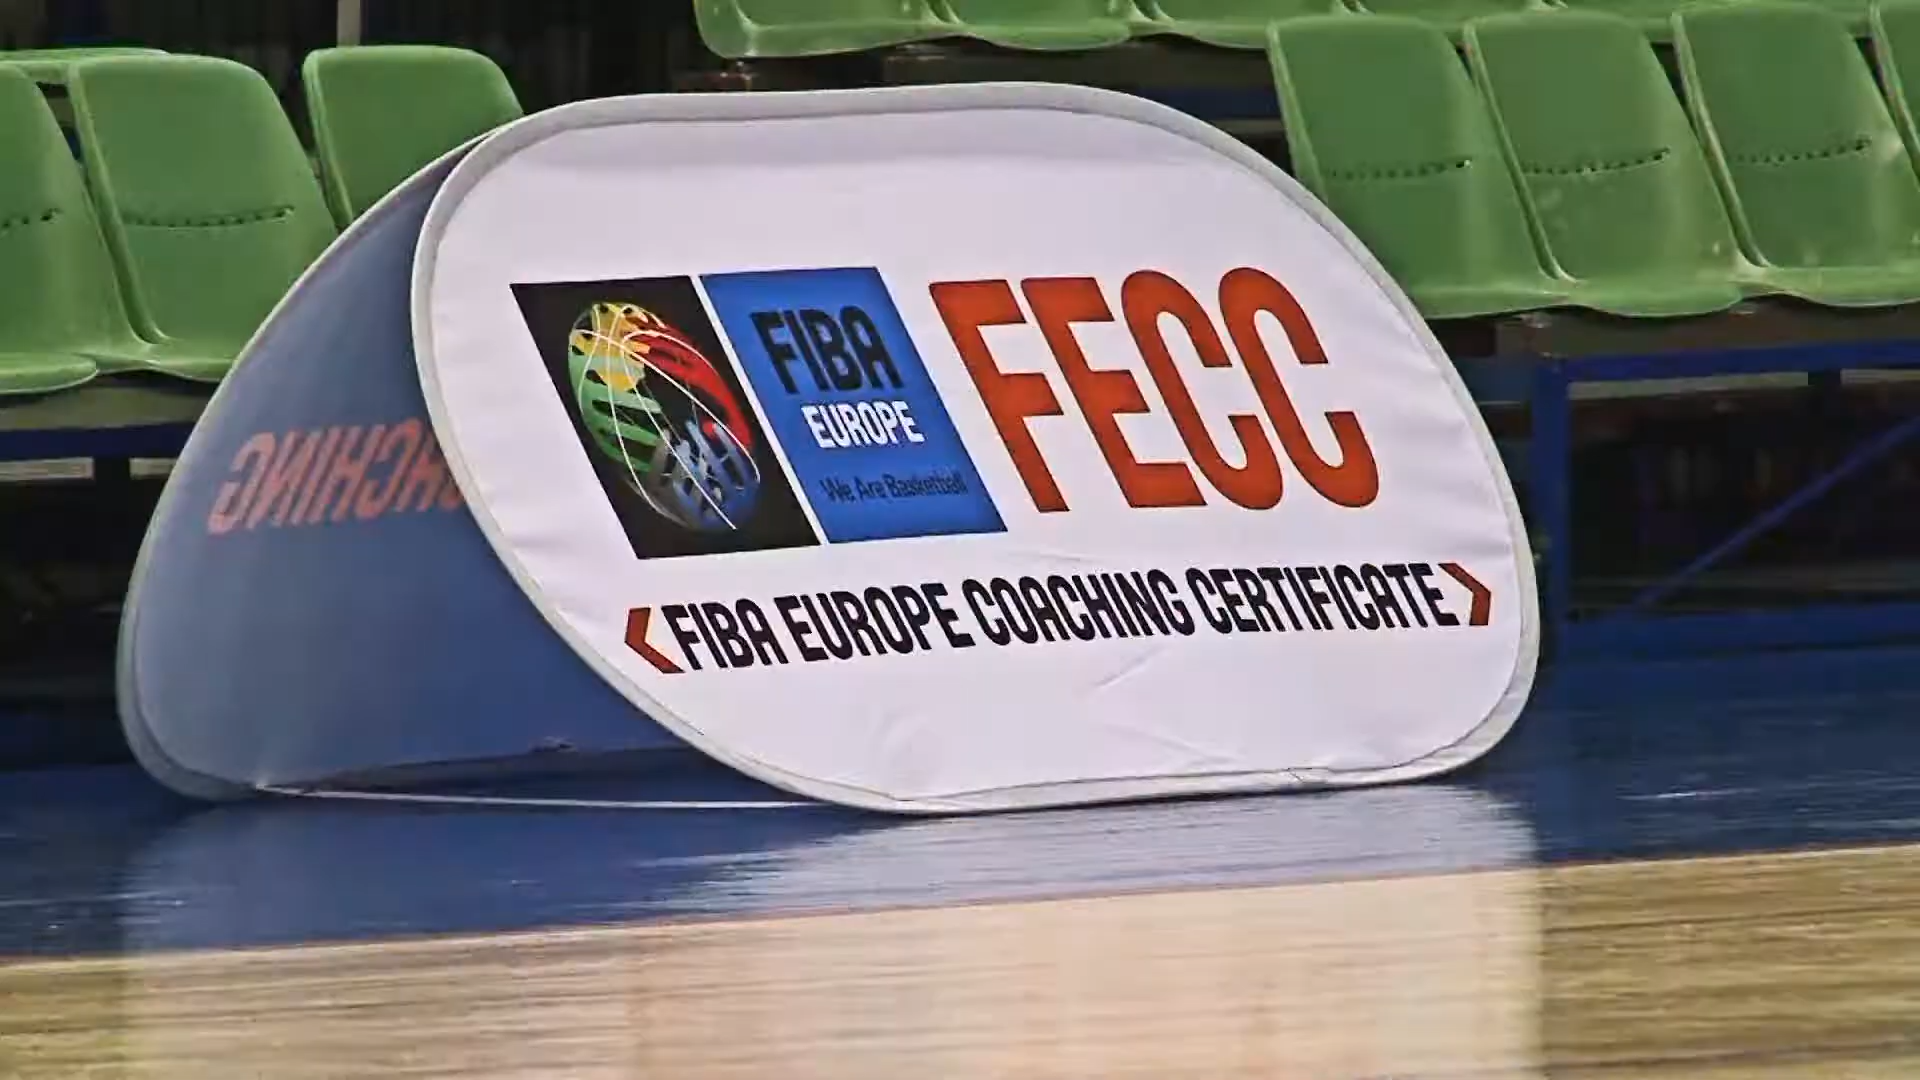 FIBA
EUROPE
We Are Basketball
FECC
FIBA EUROPE COACHING CERTIFICATE